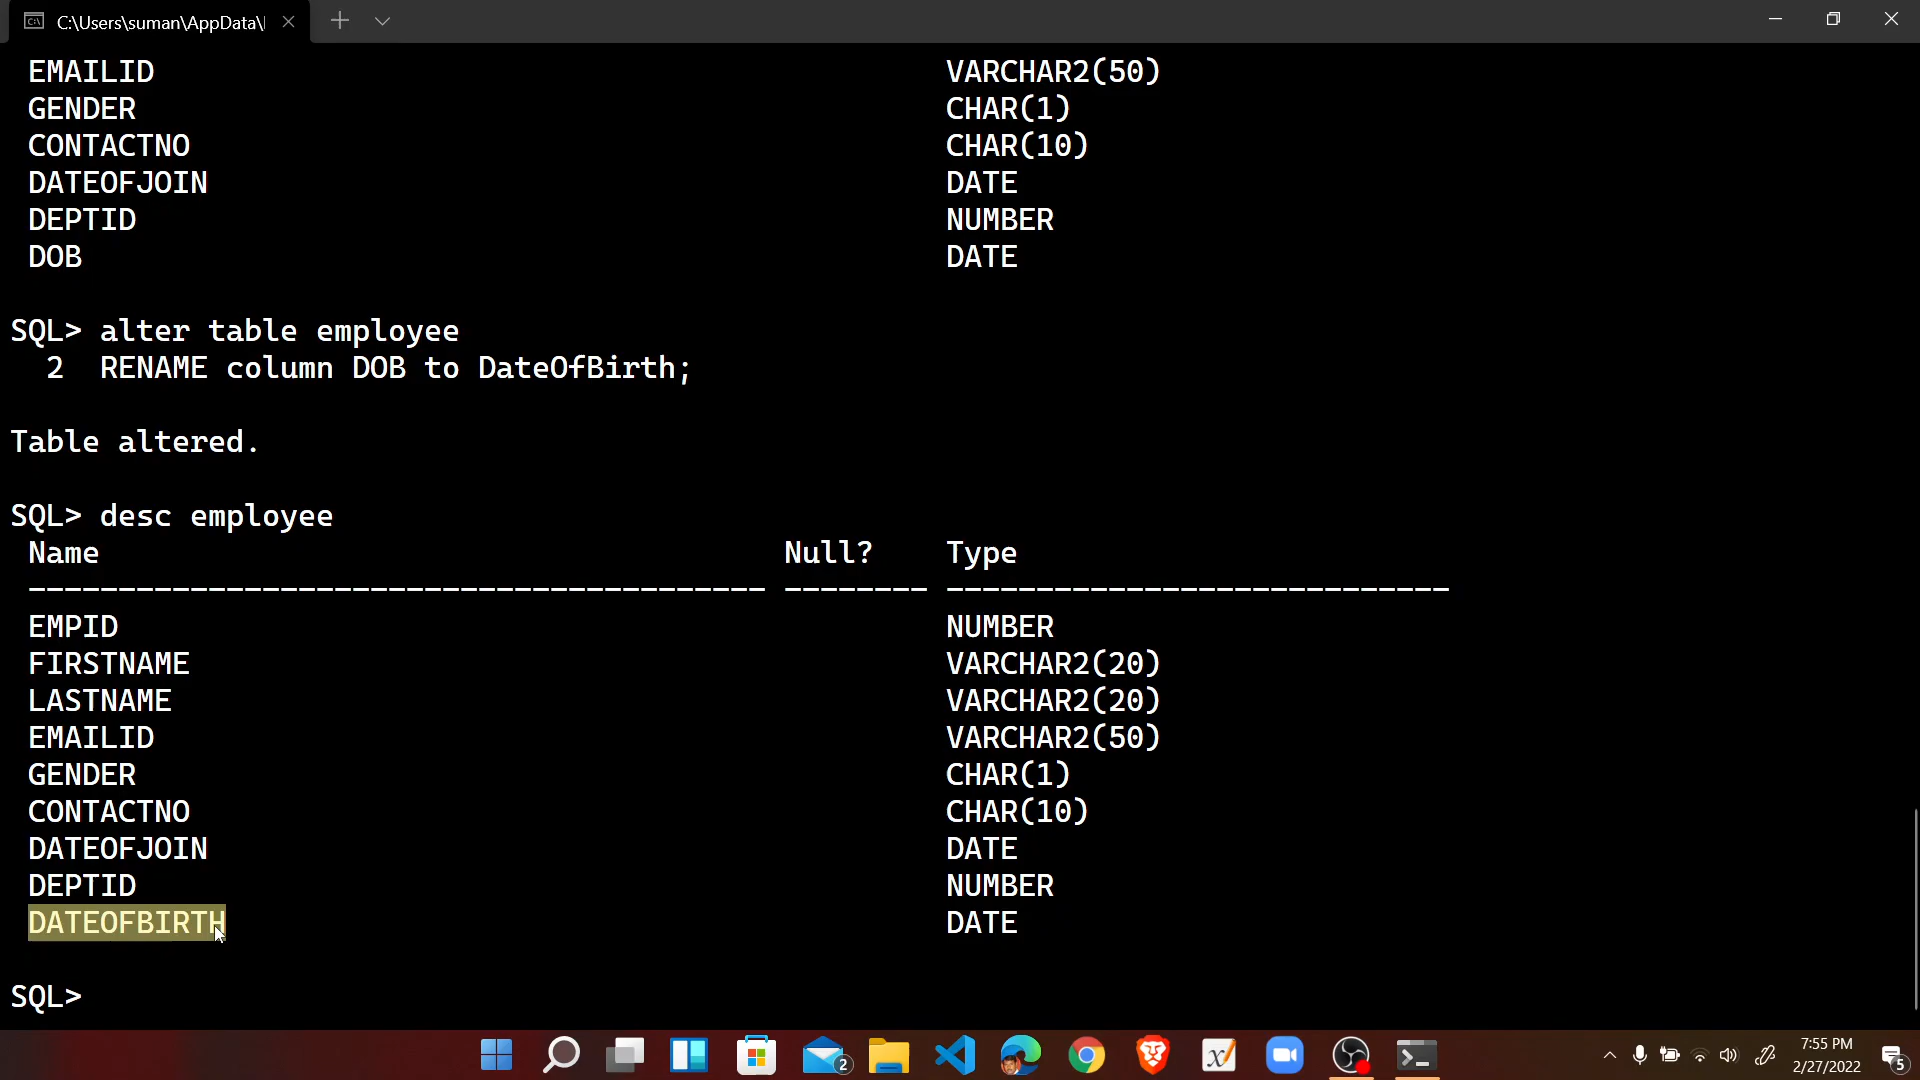 C:\Users\suman\AppData\
EMAILID VARCHAR2(50)
GENDER CHAR(1)
CONTACTNO CHAR(10)
DATEOFJOIN DATE
DEPTID NUMBER
DOB DATE
SQL> alter table employee
2 RENAME column DOB to DateOfBirth;
Table altered.
SQL> desc employee
Name Null? Type
----------------------------------------- -------- ----------------------------
EMPID NUMBER
FIRSTNAME VARCHAR2(20)
LASTNAME VARCHAR2(20)
EMAILID VARCHAR2(50)
GENDER CHAR(1)
CONTACTNO CHAR(10)
DATEOFJOIN DATE
DEPTID NUMBER
DATEOFBIRTH DATE
SQL>
2
7:55 PM
2/27/2022
5